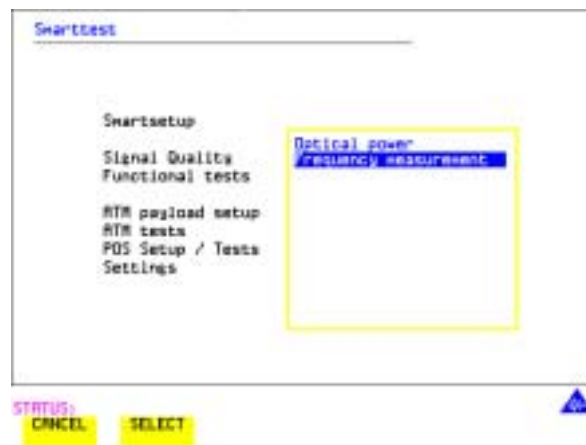 Smarttest
Smartsetup
Optical power
Frequency measurement
Signal Quality
Functional tests
ATM payload setup
ATM tests
POS Setup / Tests
Settings
STATUS:
CANCEL
SELECT